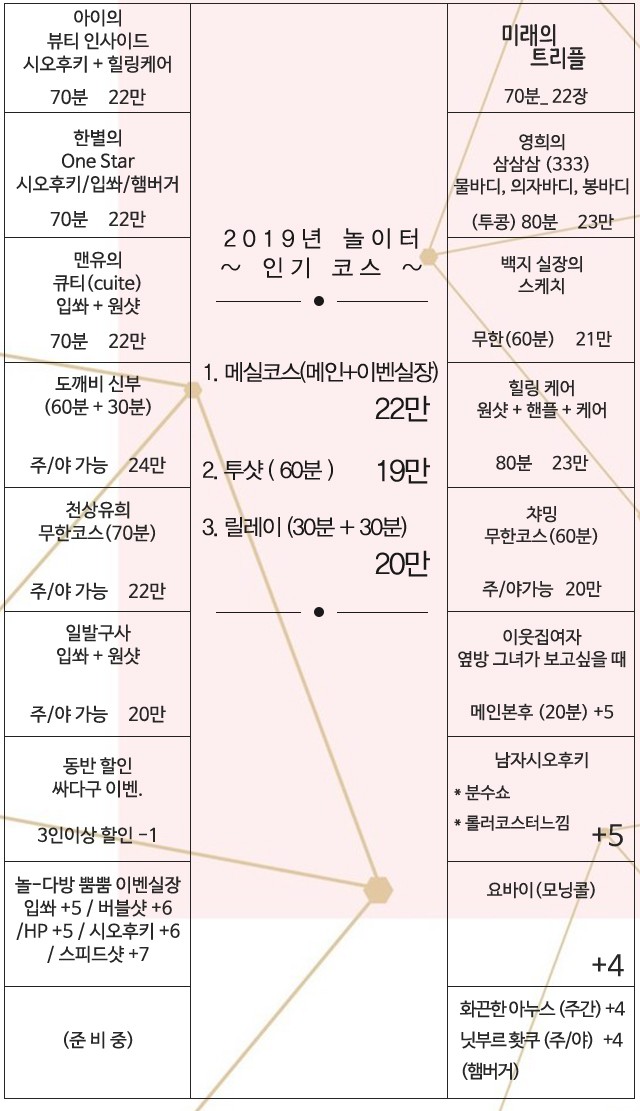 아이의
뷰티 인사이드
시오후키 + 힐링케어
70분 22만
한별의
One Star
시오후키/입쏴/햄버거
70분 22만
맨유의
큐티(cuite)
입쏴 + 원샷
70분 22만
도깨비 신부
(60분 + 30분)
주/야 가능 24만
천상유희
무한코스(70분)
주/야 가능 22만
일발구사
입쏴 + 원샷
주/야 가능 20만
동반 할인
싸다구 이벤.
3인이상 할인 -1
놀-다방 뿜뿜 이벤실장
입쏴 +5 / 버블샷 +6
/HP +5 / 시오후키 +6
/ 스피드샷 +7
(준 비 중)
2019년 놀이터
~ 인기 코스 ~
1. 메실코스(메인+이벤실장)
22만
2. 투샷 ( 60분 ) 19만
3. 릴레이 (30분 + 30분)
20만
미래의
트리플
70분_ 22장
영희의
삼삼삼 (333)
물바디, 의자바디, 봉바디
(투콩) 80분 23만
백지 실장의
스케치
무한(60분) 21만
힐링 케어
원샷 + 핸플 + 케어
80분 23만
챠밍
무한코스(60분)
주/야가능 20만
이웃집여자
옆방 그녀가 보고싶을 때
메인본후 (20분) +5
남자시오후키
* 분수쇼
* 롤러코스터느낌
+5
요바이(모닝콜)
+4
화끈한 아누스 (주간) +4
닛부르 횟쿠 (주/야) +4
(햄버거)